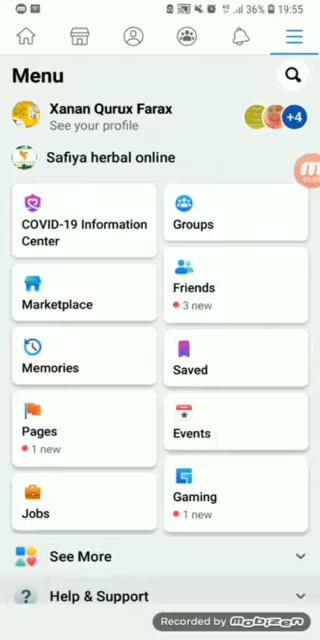 36% 19:55
Menu
Xanan Qurux Farax
See your profile
+4
Safiya herbal online
COVID-19 Information
Center
Groups
Marketplace
Friends
3 new
Memories
Saved
Pages
1 new
Events
Jobs
Gaming
1 new
See More
Help & Support
Recorded by Mobizen